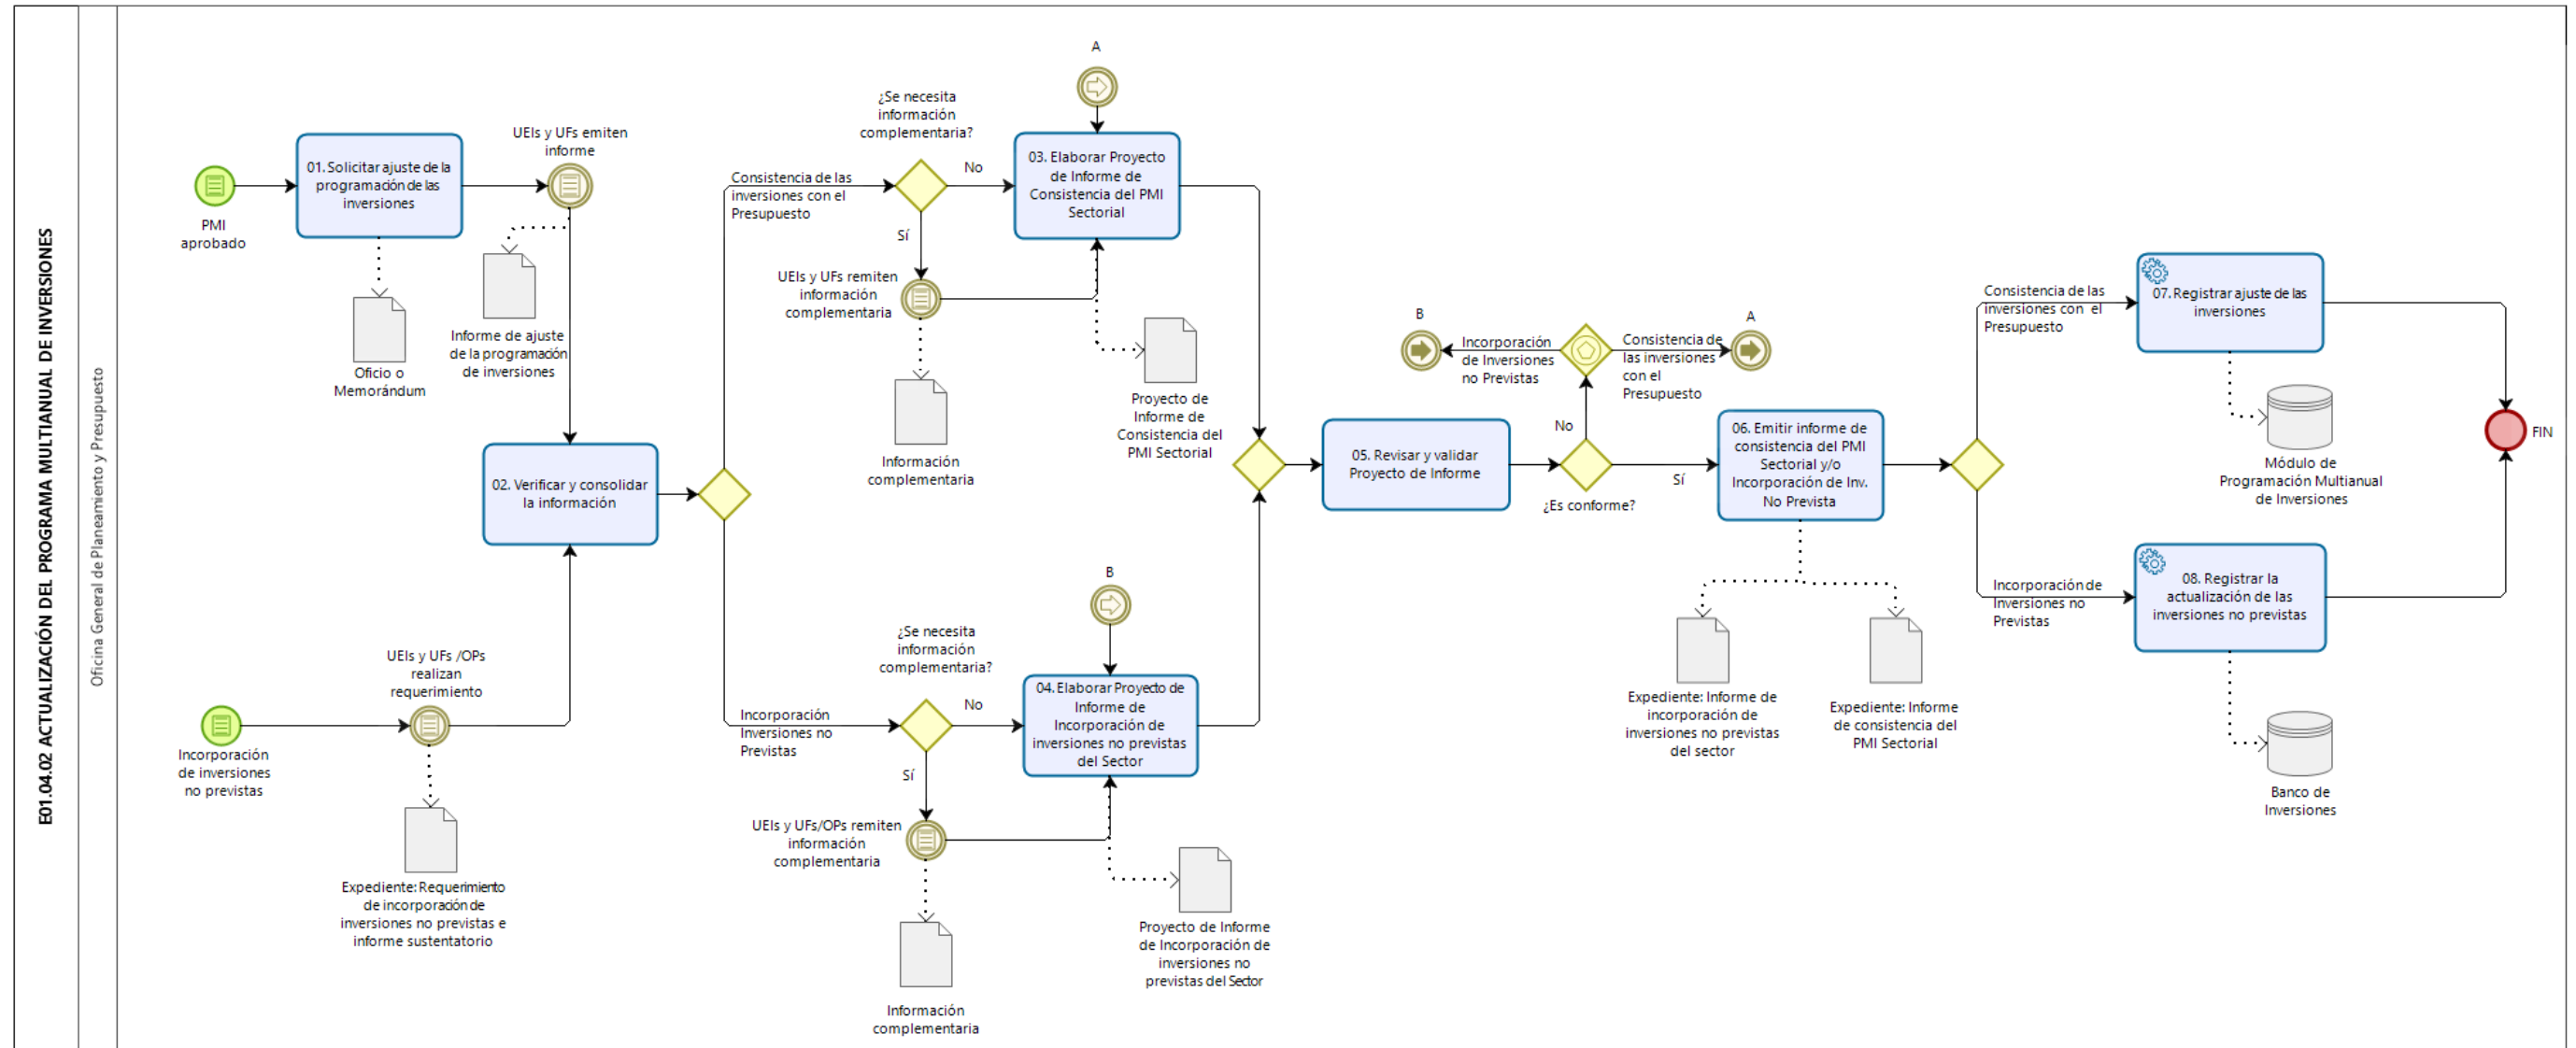 E01.04.02 ACTUALIZACIÓN DEL PROGRAMA MULTIANUAL DE INVERSIONES
Oficina General de Planeamiento y Presupuesto
PMI
aprobado
01. Solicitar ajuste de la
programación de las
inversiones
Oficio o
Memorándum
UEIs y UFs emiten
informe
Informe de ajuste
de la programación
de inversiones
Incorporación
de inversiones
no previstas
UEIs y UFs /OPs
realizan
requerimiento
Expediente: Requerimiento
de incorporación de
inversiones no previstas e
informe sustentatorio
02. Verificar y consolidar
la información
Consistencia de las
inversiones con el
Presupuesto
¿Se necesita
información
complementaria?
No
Sí
UEIs y UFs remiten
información
complementaria
Información
complementaria
A
03. Elaborar Proyecto
de Informe de
Consistencia del PMI
Sectorial
Proyecto de
Informe de
Consistencia del
PMI Sectorial
Incorporación
Inversiones no
Previstas
¿Se necesita
información
complementaria?
No
Sí
UEIs y UFs/OPs remiten
información
complementaria
Información
complementaria
B
04. Elaborar Proyecto de
Informe de
Incorporación de
inversiones no previstas
del Sector
Proyecto de Informe
de Incorporación de
inversiones no
previstas del Sector
05. Revisar y validar
Proyecto de Informe
¿Es conforme?
No
Sí
B
Incorporación
de Inversiones
no Previstas
Consistencia de
las inversiones
con el
Presupuesto
A
06. Emitir informe de
consistencia del PMI
Sectorial y/o
Incorporación de Inv.
No Prevista
Expediente: Informe de
incorporación de
inversiones no previstas
del sector
Expediente: Informe
de consistencia del
PMI Sectorial
Consistencia de las
inversiones con el
Presupuesto
07. Registrar ajuste de las
inversiones
Módulo de
Programación Multianual
de Inversiones
Incorporación de
Inversiones no
Previstas
08. Registrar la
actualización de las
inversiones no previstas
Banco de
Inversiones
FIN